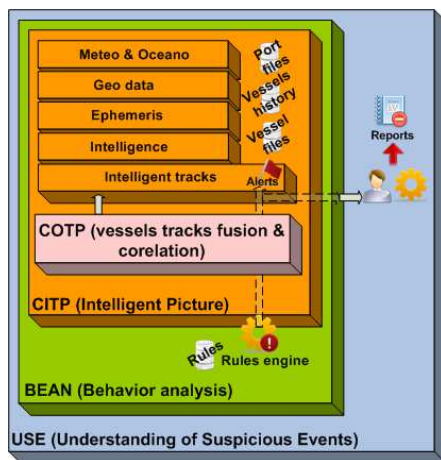 Meteo & Oceano
Geo data
Ephemeris
Intelligence
Intelligent tracks
Port
files
Vessels
history
Vessel
files
Alerts
Reports
COTP (vessels tracks fusion &
corelation)
CITP (Intelligent Picture)
Rules
Rules engine
BEAN (Behavior analysis)
USE (Understanding of Suspicious Events)